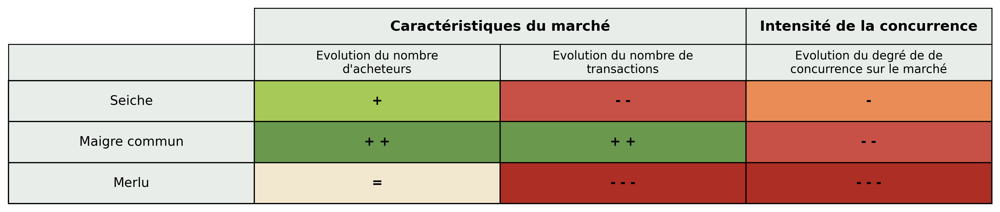 Caractéristiques du marché
Intensité de la concurrence
Evolution du nombre
d'acheteurs
Evolution du nombre de
transactions
Evolution du degré de de
concurrence sur le marché
Seiche
+
- -
-
Maigre commun
+ +
+ +
- -
Merlu
=
- - -
- - -